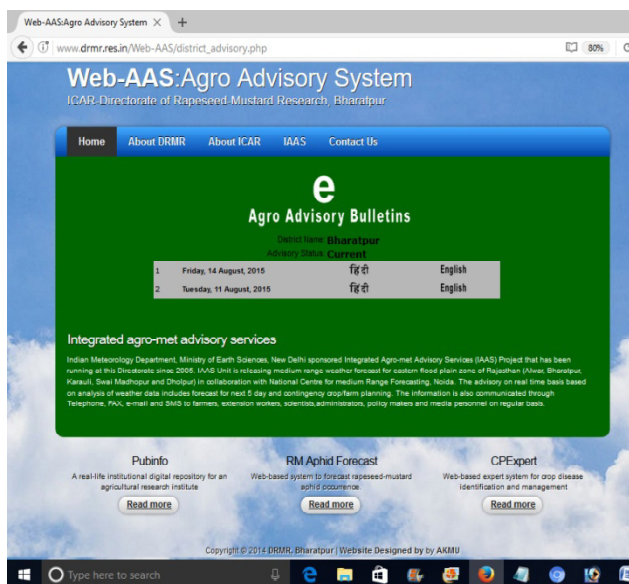 Web-AAS:Agro Advisory System
www.drmr.res.in/Web-AAS/district_advisory.php
80%
Web-AAS:Agro Advisory System
ICAR-Directorate of Rapeseed-Mustard Research, Bharatpur
Home About DRMR About ICAR IAAS Contact Us
e
Agro Advisory Bulletins
District Name Bharatpur
Advisory Status Current
1 Friday, 14 August, 2015 हिंदी English
2 Tuesday, 11 August, 2015 हिंदी English
Integrated agro-met advisory services
Indian Meteorology Department, Ministry of Earth Sciences, New Delhi sponsored Integrated Agro-met Advisory Services (IAAS) Project that has been
running at this Directorate since 2006. IAAS Unit is releasing medium range weather forecast for eastern flood plain zone of Rajasthan (Alwar, Bharatpur,
Karauli, Swai Madhopur and Dholpur) in collaboration with National Centre for medium Range Forecasting, Noida. The advisory on real time basis based
on analysis of weather data includes forecast for next 5 day and contingency crop/farm planning. The information is also communicated through
Telephone, FAX, e-mail and SMS to farmers, extension workers, scientists,administrators, policy makers and media personnel on regular basis.
Pubinfo RM Aphid Forecast CPExpert
A real-life institutional digital repository for an Web-based system to forecast rapeseed-mustard Web-based expert system for crop disease
agricultural research institute aphid occurrence. identification and management
Read more Read more Read more
Copyright © 2014 DRMR, Bharatpur | Website Designed by by AKMU
Type here to search